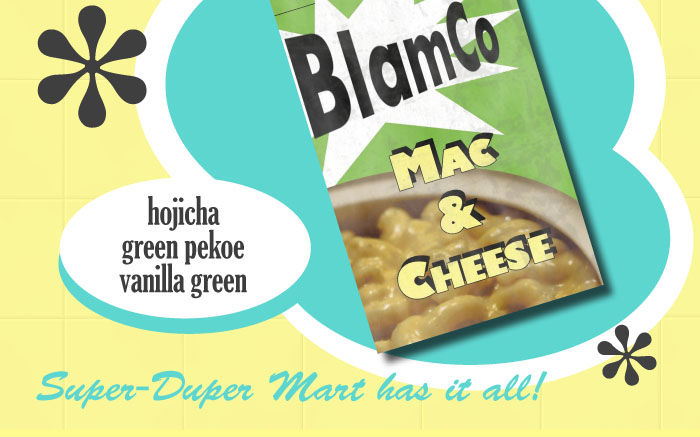 BlamCo
Mac
&
Cheese
hojicha
green pekoe
vanilla green
Super-Duper Mart has it all!